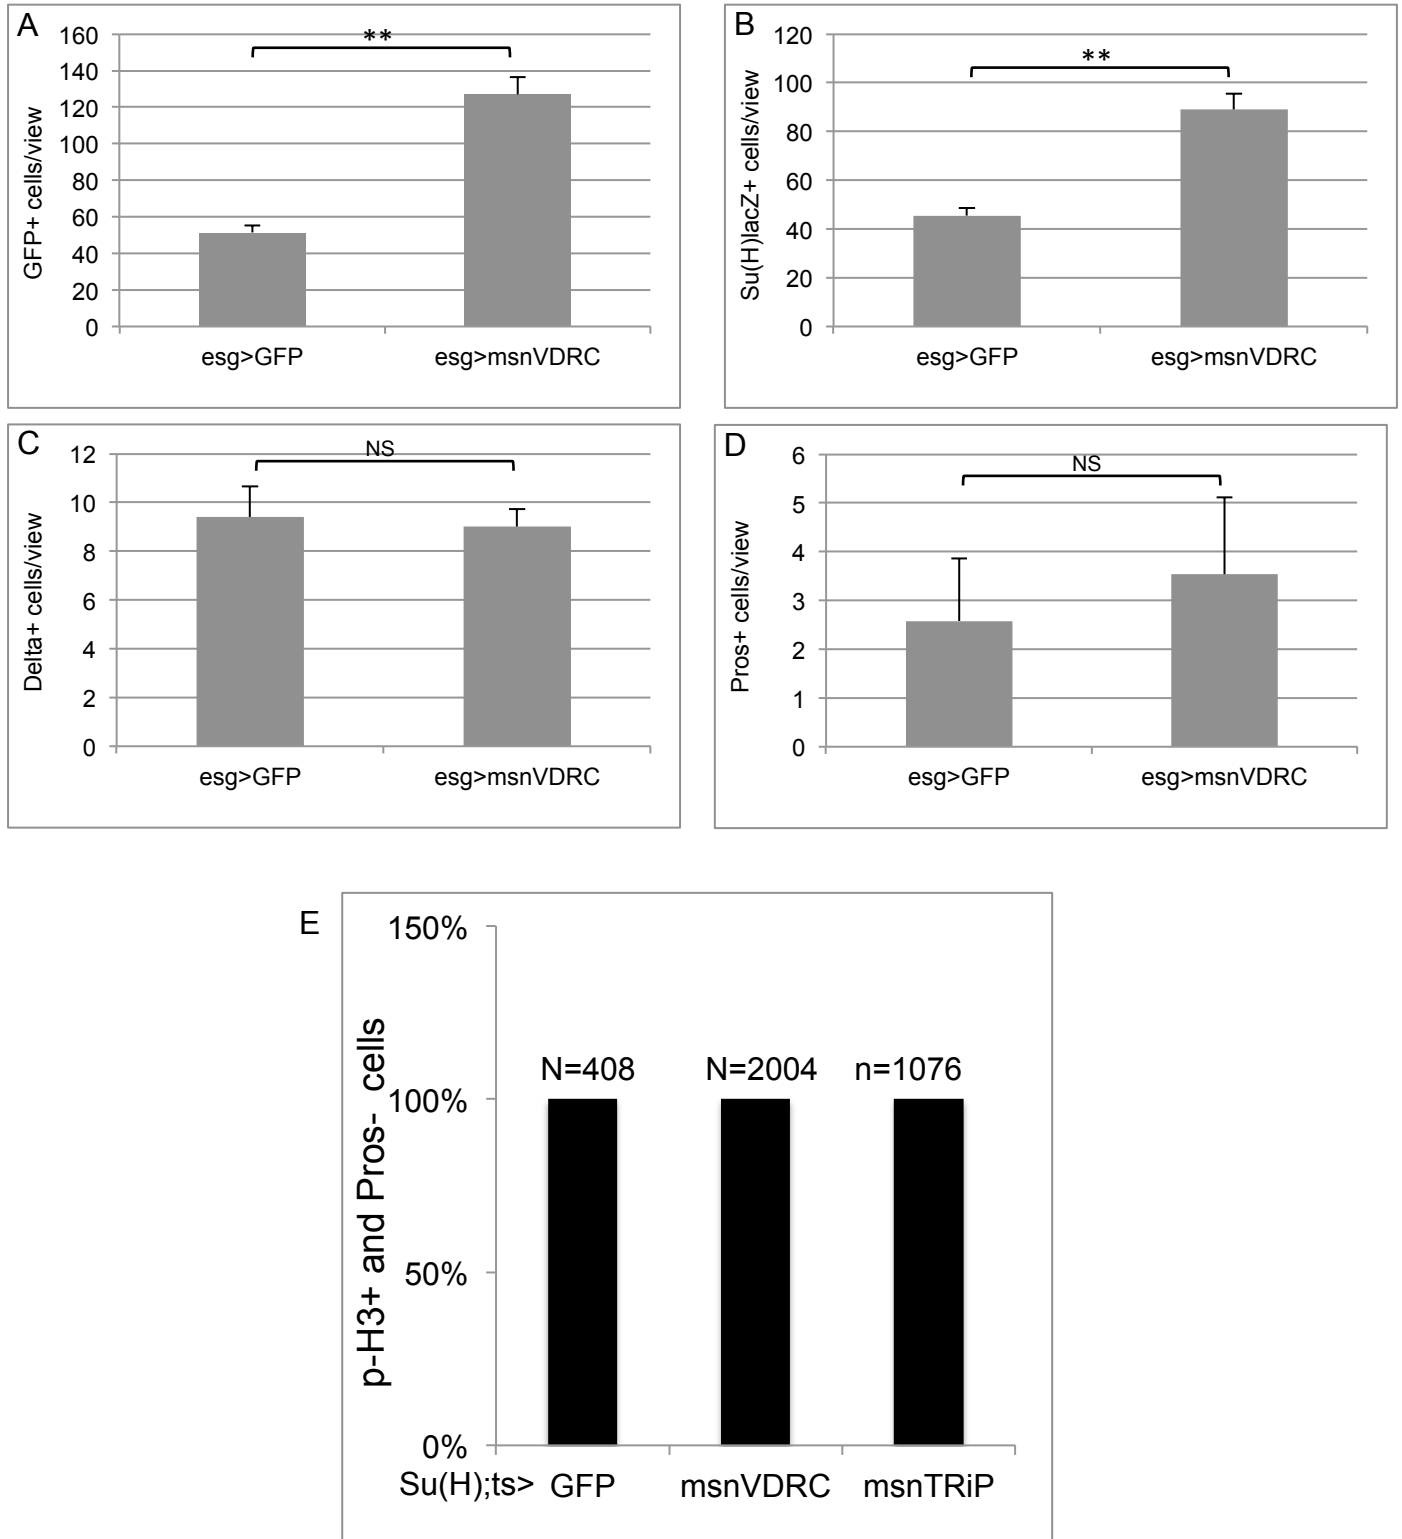 A
GFP+ cells/view
160
140
120
100
80
60
40
20
0
**
esg>GFP
esg>msnVDRC
B
Su(H)lacZ+ cells/view
120
100
80
60
40
20
0
**
esg>GFP
esg>msnVDRC
C
Delta+ cells/view
12
10
8
6
4
2
0
NS
esg>GFP
esg>msnVDRC
D
Pros+ cells/view
6
5
4
3
2
1
0
NS
esg>GFP
esg>msnVDRC
E
p-H3+ and Pros- cells
150%
100%
50%
0%
N=408
N=2004
n=1076
Su(H);ts> GFP msnVDRC msnTRiP